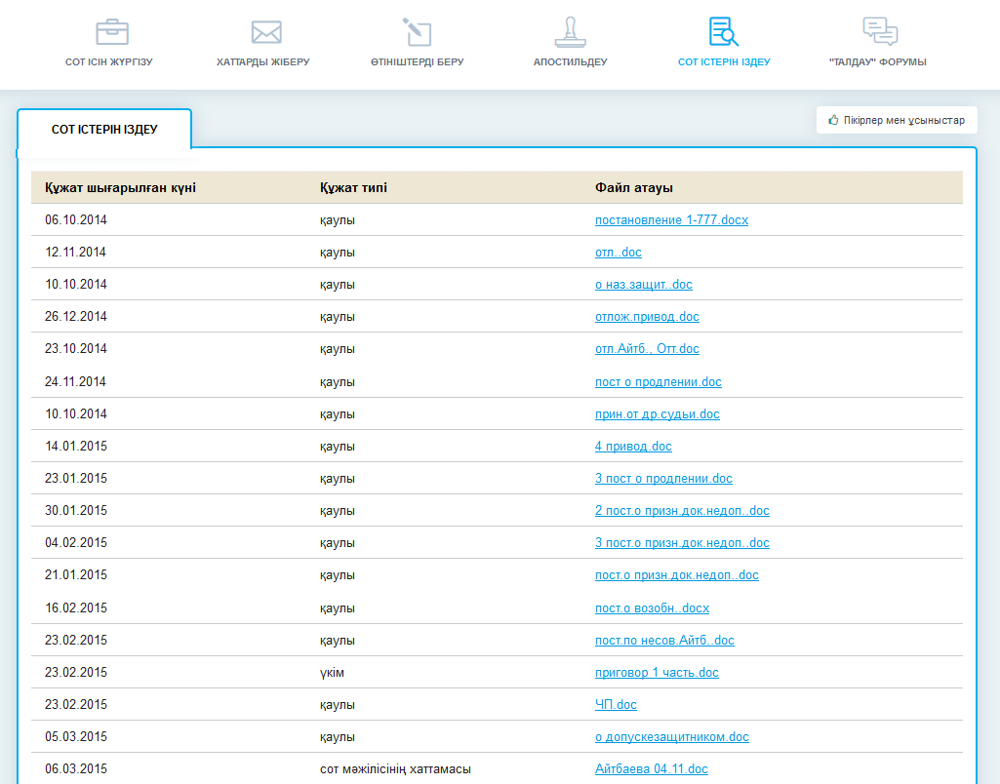 СОТ ІСІН ЖҮРГІЗУ ХАТТАРДЫ ЖІБЕРУ ӨТІНІШТЕРДІ БЕРУ АПОСТИЛЬДЕУ СОТ ІСТЕРІН ІЗДЕУ "ТАЛДАУ" ФОРУМЫ
Пікірлер мен ұсыныстар
СОТ ІСТЕРІН ІЗДЕУ
Құжат шығарылған күні Құжат типі Файл атауы
06.10.2014 қаулы постановление 1-777.docx
12.11.2014 қаулы отл..doc
10.10.2014 қаулы о наз.защит..doc
26.12.2014 қаулы отлож.привод.doc
23.10.2014 қаулы отл.Айтб., Отт.doc
24.11.2014 қаулы пост о продлении.doc
10.10.2014 қаулы прин.от др.судьи.doc
14.01.2015 қаулы 4 привод.doc
23.01.2015 қаулы 3 пост о продлении.doc
30.01.2015 қаулы 2 пост.о призн.док.недоп..doc
04.02.2015 қаулы 3 пост.о призн.док.недоп..doc
21.01.2015 қаулы пост.о призн.док.недоп..doc
16.02.2015 қаулы пост.о возобн..docx
23.02.2015 қаулы пост.по несов.Айтб..doc
23.02.2015 үкім приговор 1 часть.doc
23.02.2015 қаулы ЧП.doc
05.03.2015 қаулы о допускезащитником.doc
06.03.2015 сот мәжілісінің хаттамасы Айтбаева 04.11.doc